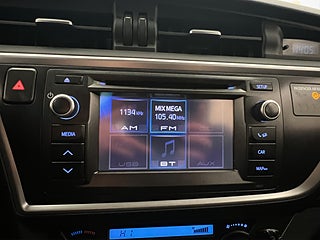 SETUP
MEDIA
1134 kHz
AM
MIX MEGA
105.40 MHz
FM
USB
BT
AUX
CAR
MAP